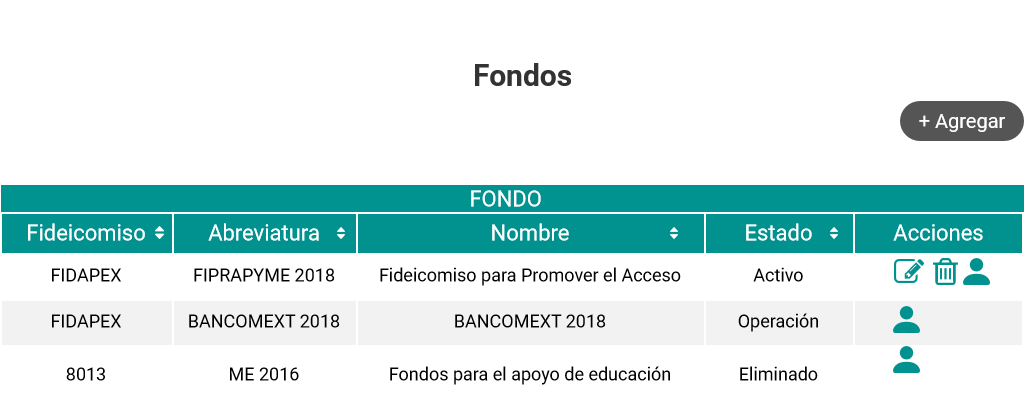 Fondos
+ Agregar
FONDO
Fideicomiso Abreviatura Nombre Estado Acciones
FIDAPEX FIPRAPYME 2018 Fideicomiso para Promover el Acceso Activo
FIDAPEX BANCOMEXT 2018 BANCOMEXT 2018 Operación
8013 ME 2016 Fondos para el apoyo de educación Eliminado